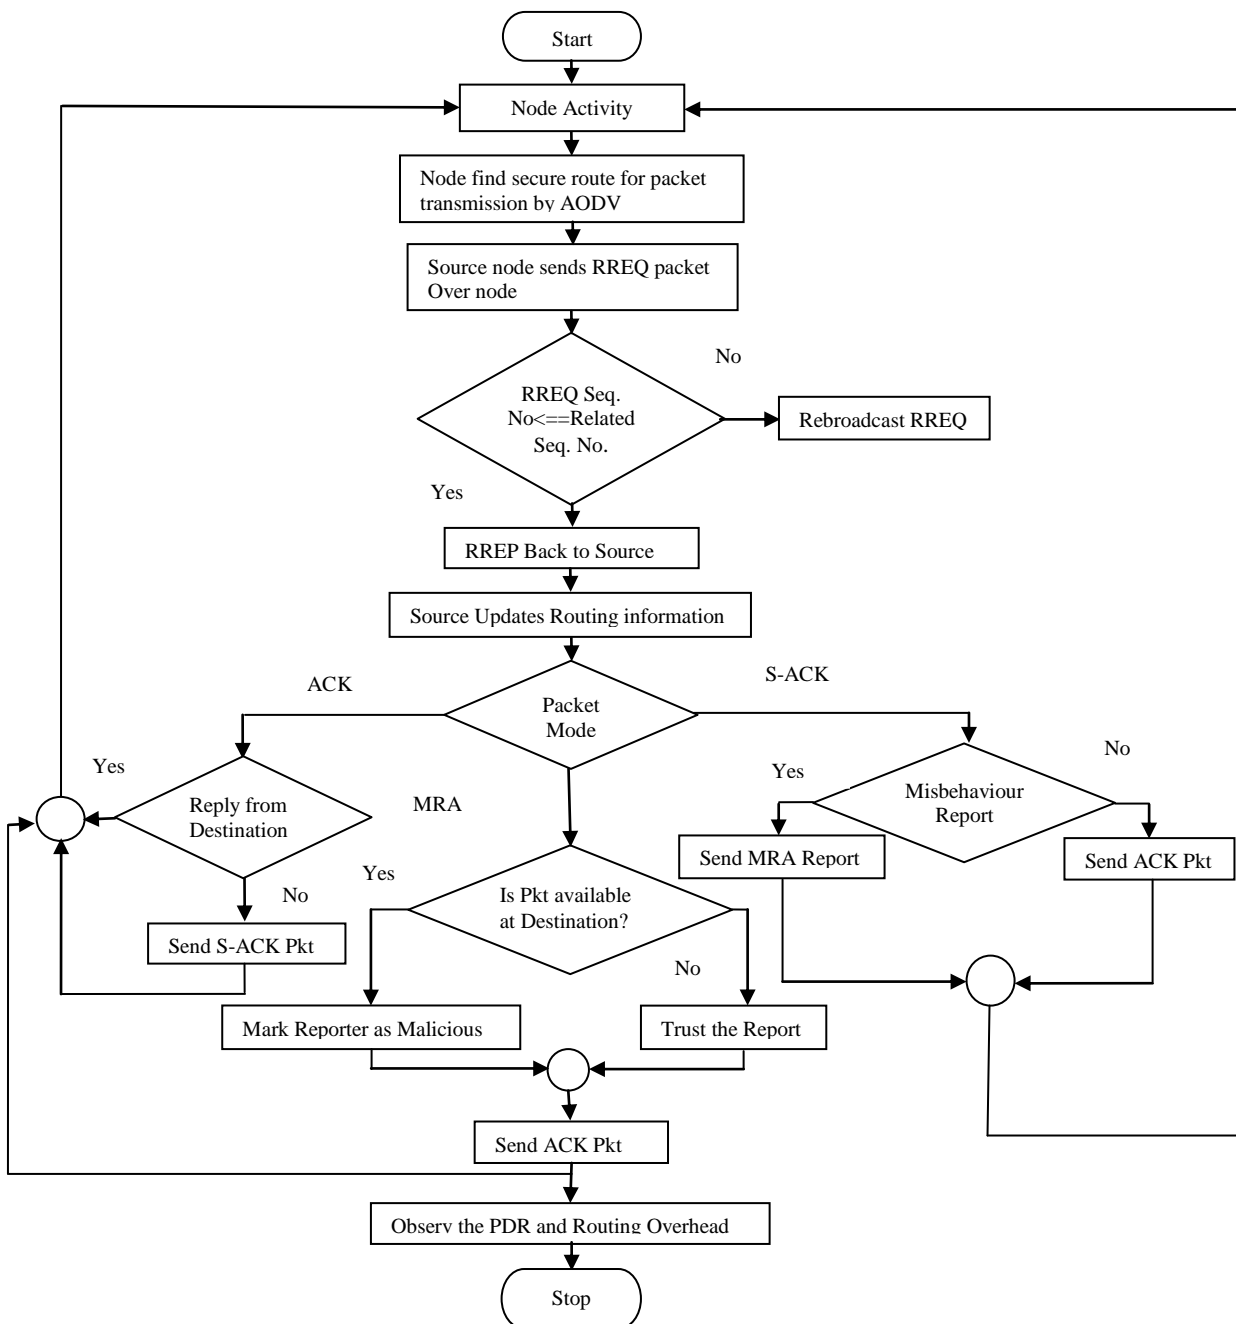 Start
Node Activity
Node find secure route for packet
transmission by AODV
Source node sends RREQ packet
Over node
No
RREQ Seq.
No<==Related
Seq. No.
Rebroadcast RREQ
Yes
RREP Back to Source
Source Updates Routing information
ACK
S-ACK
Packet
Mode
Yes
Reply from
Destination
MRA
No
Yes
Misbehaviour
Report
Send MRA Report
Send ACK Pkt
No
Send S-ACK Pkt
Yes
Is Pkt available
at Destination?
No
Mark Reporter as Malicious
Trust the Report
Send ACK Pkt
Observ the PDR and Routing Overhead
Stop